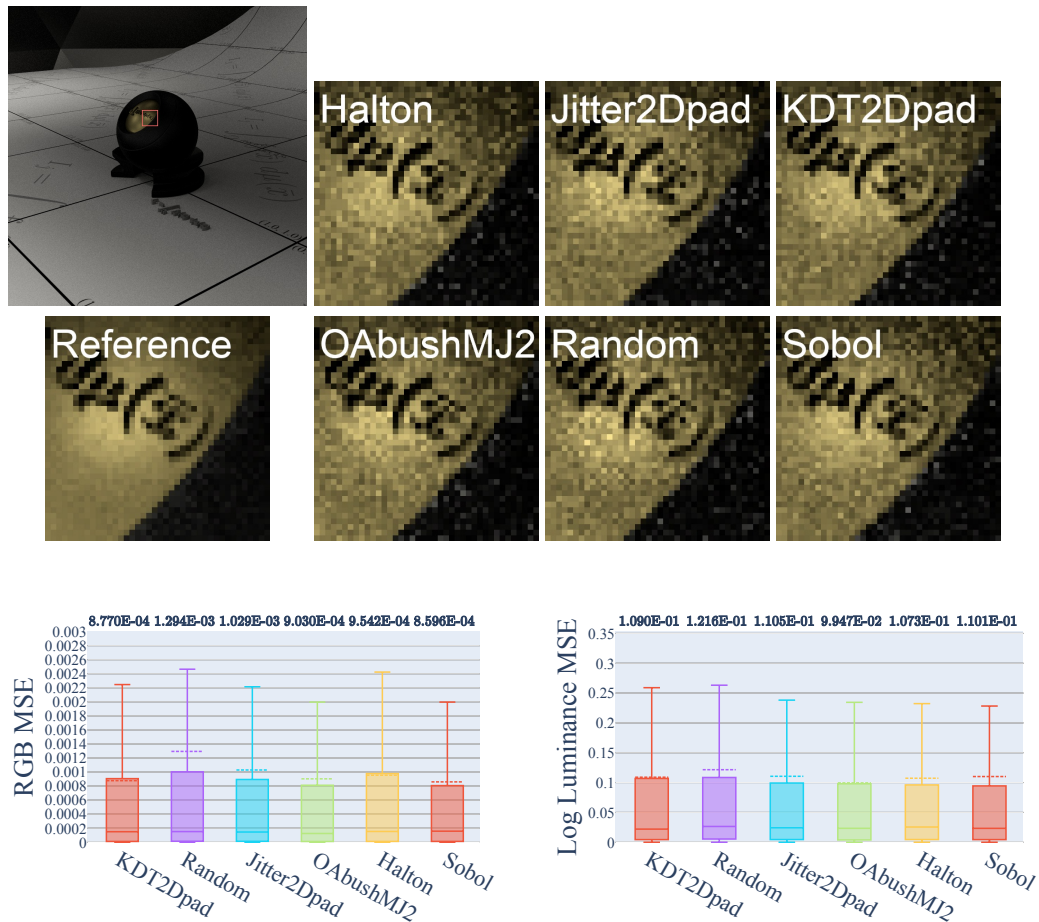 Halton
Jitter2Dpad
KDT2Dpad
Reference
OAbushMJ2
Random
Sobol
8.770E-04 1.294E-03 1.029E-03 9.030E-04 9.542E-04 8.596E-04
0.003
0.0028
0.0026
0.0024
0.0022
0.002
0.0018
0.0016
0.0014
0.0012
0.001
0.0008
0.0006
0.0004
0.0002
0
RGB MSE
KDT2Dpad
Random
Jitter2Dpad
OAbushMJ2
Halton
Sobol
1.090E-01 1.216E-01 1.105E-01 9.947E-02 1.073E-01 1.101E-01
0.35
0.3
0.25
0.2
0.15
0.1
0.05
0
Log Luminance MSE
KDT2Dpad
Random
Jitter2Dpad
OAbushMJ2
Halton
Sobol